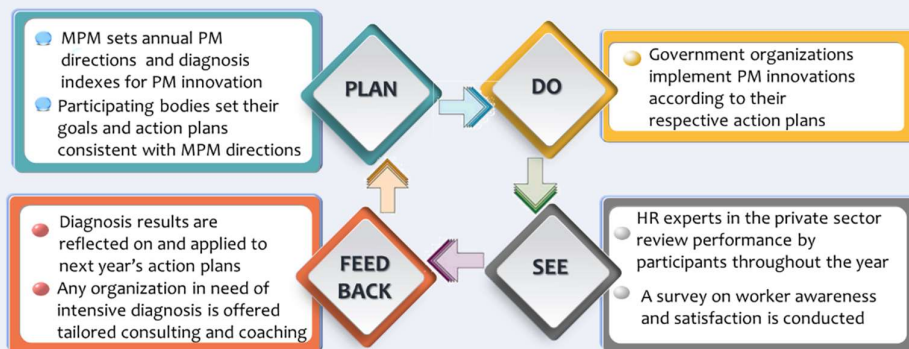 MPM sets annual PM
directions and diagnosis
indexes for PM innovation
Participating bodies set their
goals and action plans
consistent with MPM directions
PLAN
DO
Government organizations
implement PM innovations
according to their
respective action plans
Diagnosis results are
reflected on and applied to
next year's action plans
Any organization in need of
intensive diagnosis is offered
tailored consulting and coaching
FEED
BACK
SEE
HR experts in the private sector
review performance by
participants throughout the year
A survey on worker awareness
and satisfaction is conducted